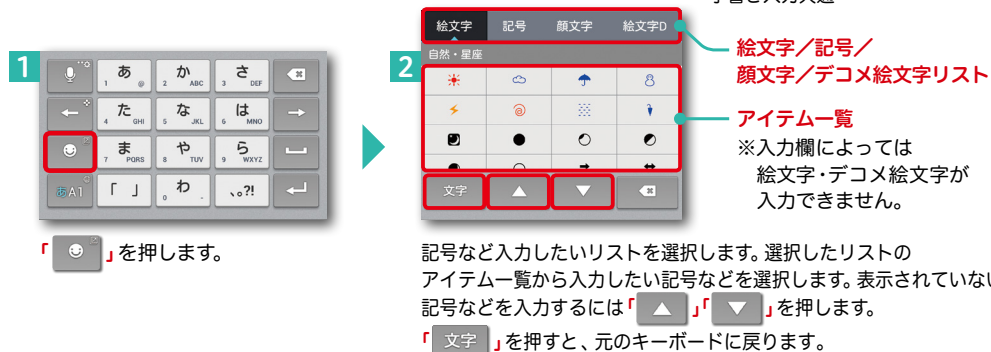 手書き入力共通
1
あ
1 @
か
2 ABC
さ
3 DEF
た
4 GHI
な
5 JKL
は
6 MNO
ま
7 PQRS
や
8 TUV
ら
9 WXYZ
あA1
「 」
わ
0 -
、。?!
「 」を押します。
2
絵文字 記号 顔文字 絵文字D
自然・星座
文字
絵文字/記号/
顔文字/デコメ絵文字リスト
アイテム一覧
※入力欄によっては
絵文字・デコメ絵文字が
入力できません。
記号など入力したいリストを選択します。選択したリストの
アイテム一覧から入力したい記号などを選択します。表示されていない
記号などを入力するには「 △ 」「 ▽ 」を押します。
「 文字 」を押すと、元のキーボードに戻ります。